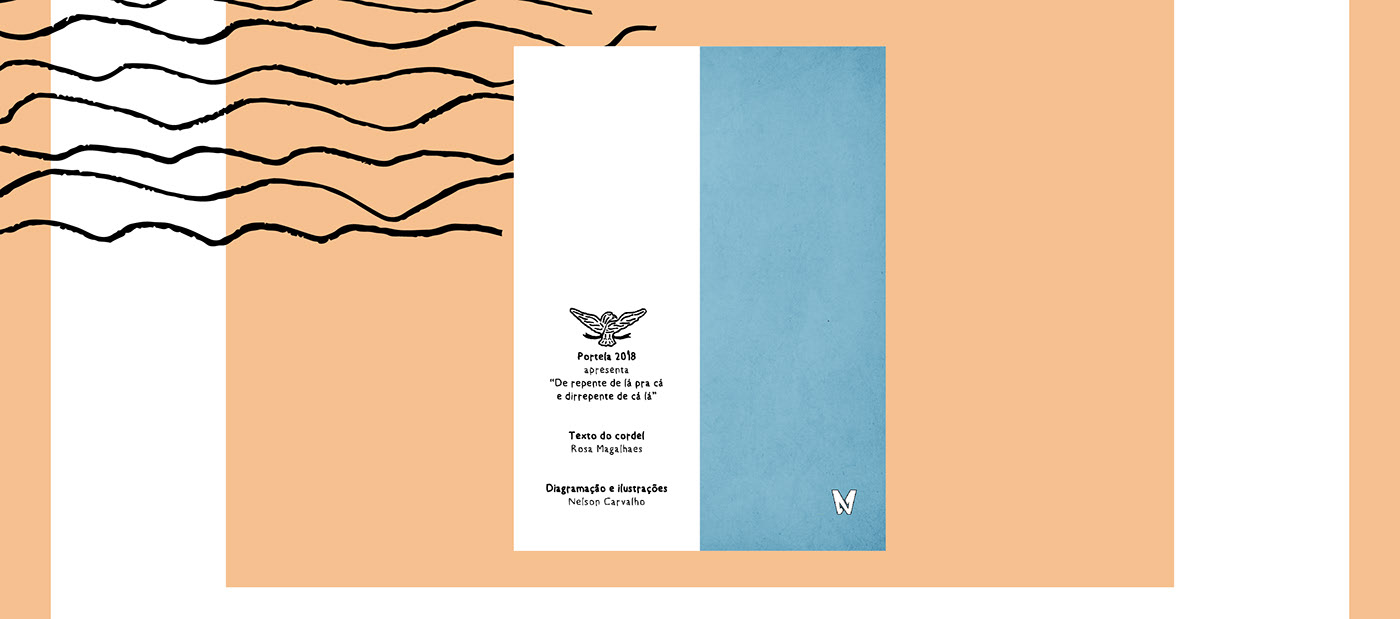 Portela 2018
apresenta
“De repente de lá pra cá
e dirrepente de cá lá”
Texto do cordel
Rosa Magalhaes
Diagramação e ilustrações
Nelson Carvalho